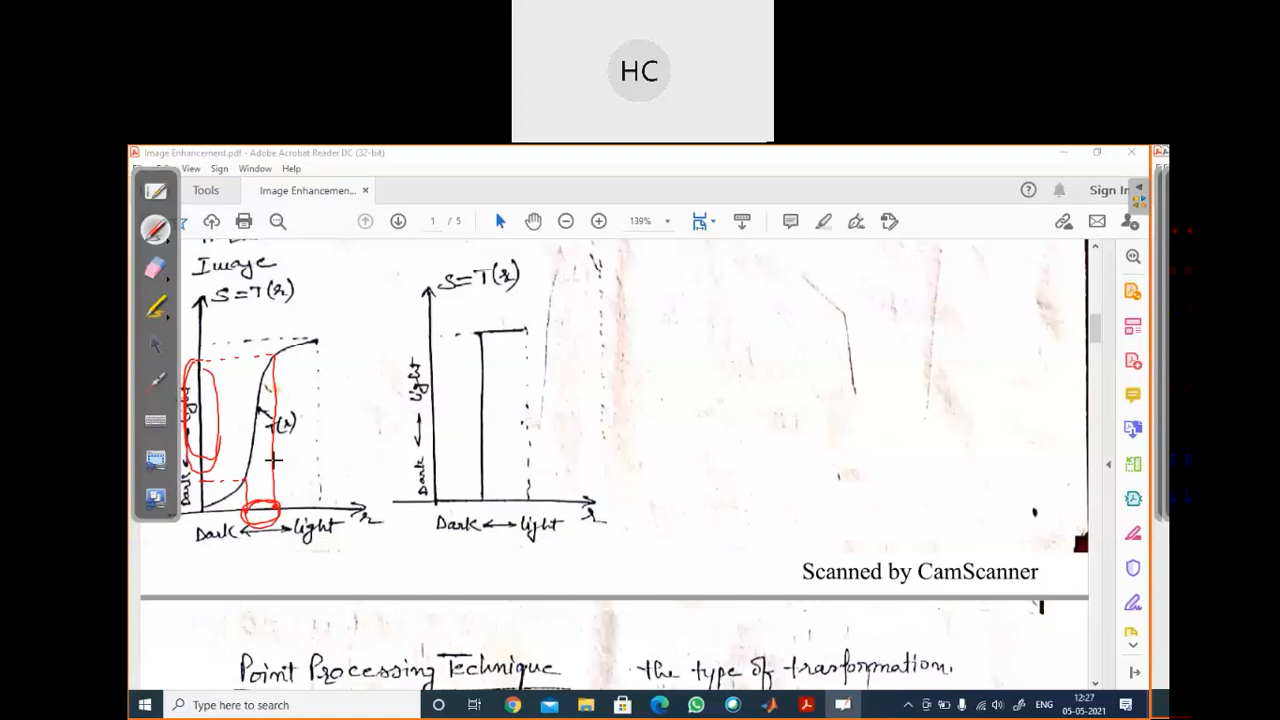 HC
Image Enhancement.pdf - Adobe Acrobat Reader DC (32-bit)
View Sign Window Help
Tools
Image Enhancemen... ×
Sign In
1 / 5
139%
Image
S=T(r)
S=T(r)
Dark ↔ light
T(r)
Dark ↔ light
r
Dark ↔ light
Dark ↔ light
r
Scanned by CamScanner
Point Processing Technique
the type of trasformation.
Type here to search
ENG
12:27
05-05-2021